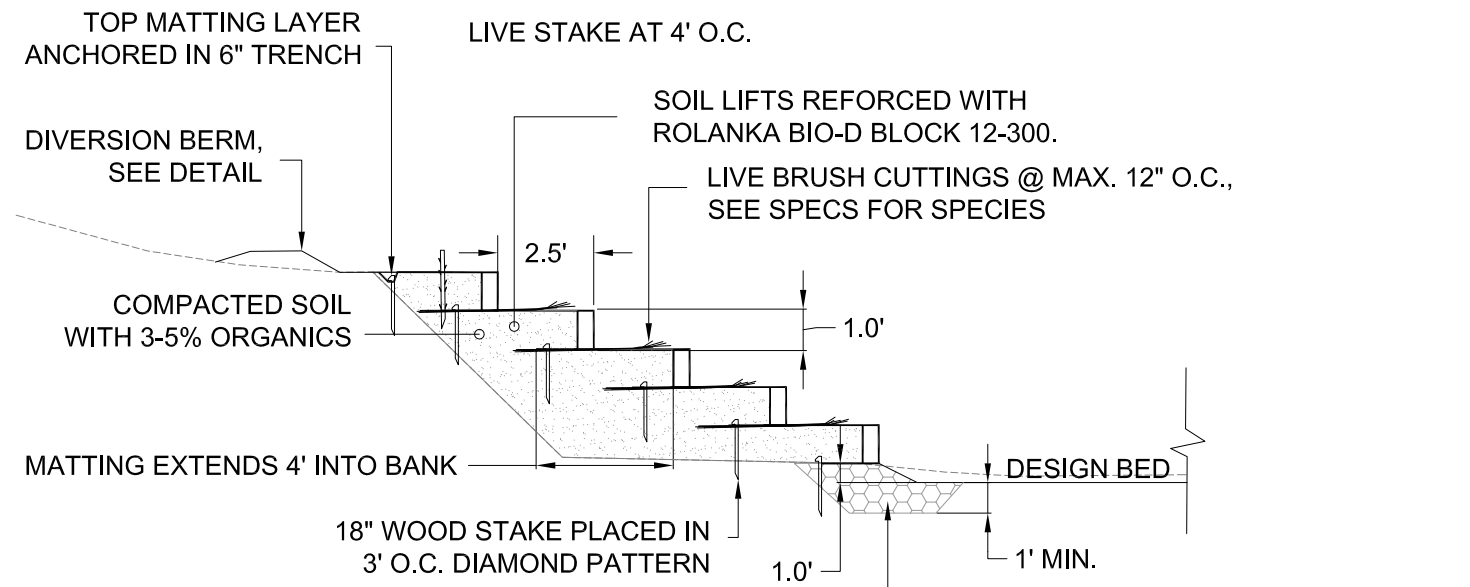 TOP MATTING LAYER
ANCHORED IN 6" TRENCH
LIVE STAKE AT 4' O.C.
SOIL LIFTS REFORCED WITH
ROLANKA BIO-D BLOCK 12-300.
DIVERSION BERM,
SEE DETAIL
LIVE BRUSH CUTTINGS @ MAX. 12" O.C.,
SEE SPECS FOR SPECIES
2.5'
COMPACTED SOIL
WITH 3-5% ORGANICS
1.0'
MATTING EXTENDS 4' INTO BANK
DESIGN BED
18" WOOD STAKE PLACED IN
3' O.C. DIAMOND PATTERN
1.0'
1' MIN.